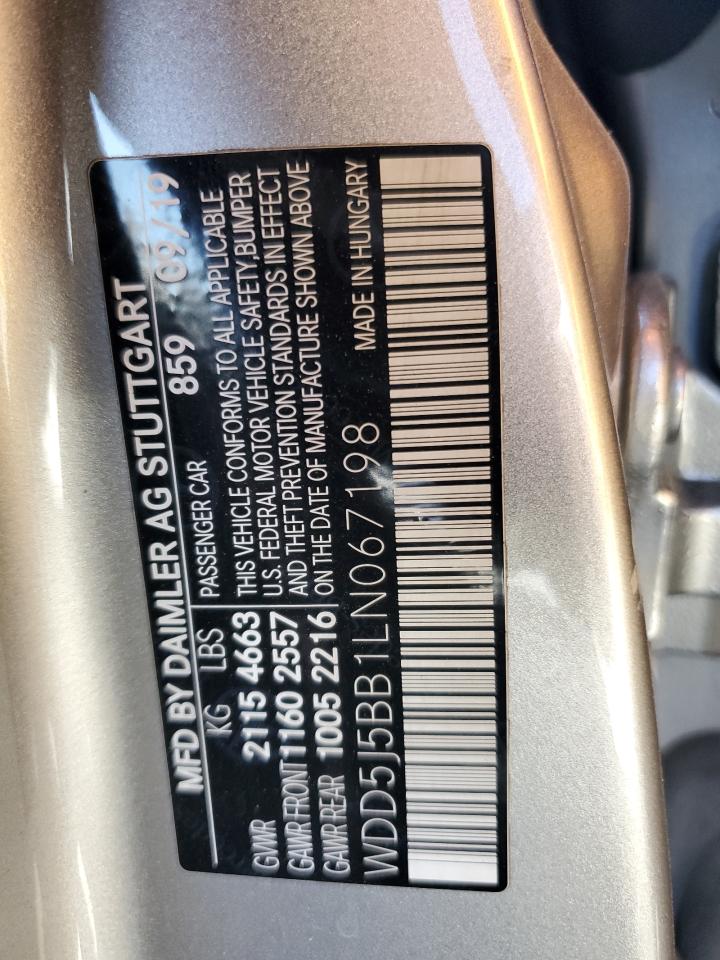 MFD BY DAIMLER AG STUTTGART
859 09/19
KG LBS PASSENGER CAR
GVWR 2115 4663 THIS VEHICLE CONFORMS TO ALL APPLICABLE
GAWR FRONT 1160 2557 U.S. FEDERAL MOTOR VEHICLE SAFETY,BUMPER
GAWR REAR 1005 2216 AND THEFT PREVENTION STANDARDS IN EFFECT
ON THE DATE OF MANUFACTURE SHOWN ABOVE
WDD5J5BB1LN067198 MADE IN HUNGARY